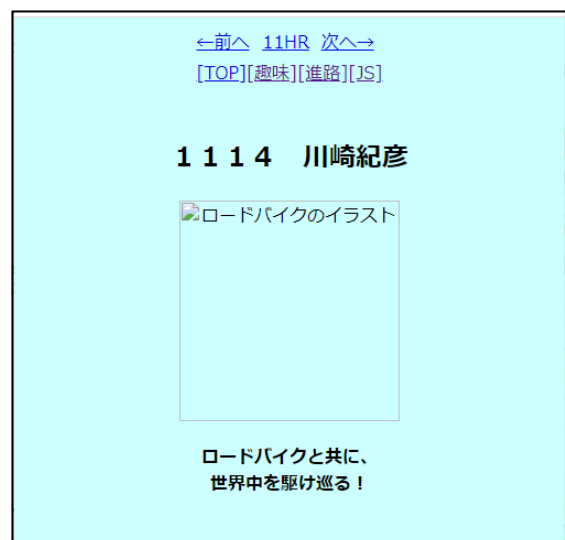 ←前へ 11HR 次へ→
[TOP][趣味][進路][JS]
１１１４　川崎紀彦
ロードバイクのイラスト
ロードバイクと共に、
世界中を駆け巡る！